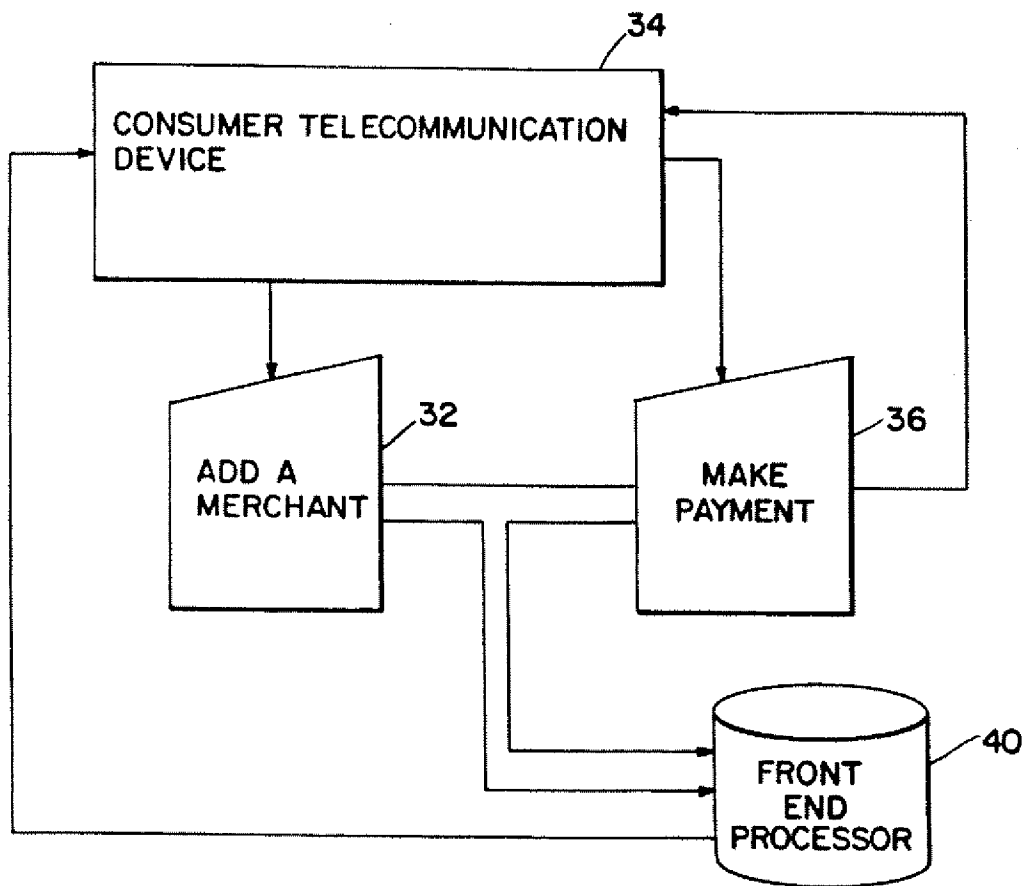 34
CONSUMER TELECOMMUNICATION
DEVICE
32
ADD A
MERCHANT
36
MAKE
PAYMENT
40
FRONT
END
PROCESSOR